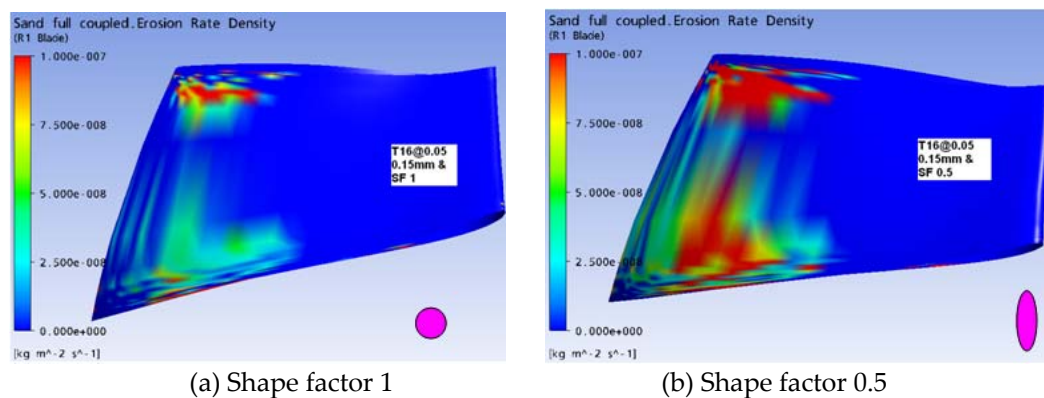 Sand full coupled.Erosion Rate Density
(R1 Blade)
1.000e-007
7.500e-008
5.000e-008
2.500e-008
0.000e+000
[kg m^-2 s^-1]
T16@0.05
0.15mm &
SF 1
(a) Shape factor 1
Sand full coupled.Erosion Rate Density
(R1 Blade)
1.000e-007
7.500e-008
5.000e-008
2.500e-008
0.000e+000
[kg m^-2 s^-1]
T16@0.05
0.15mm &
SF 0.5
(b) Shape factor 0.5